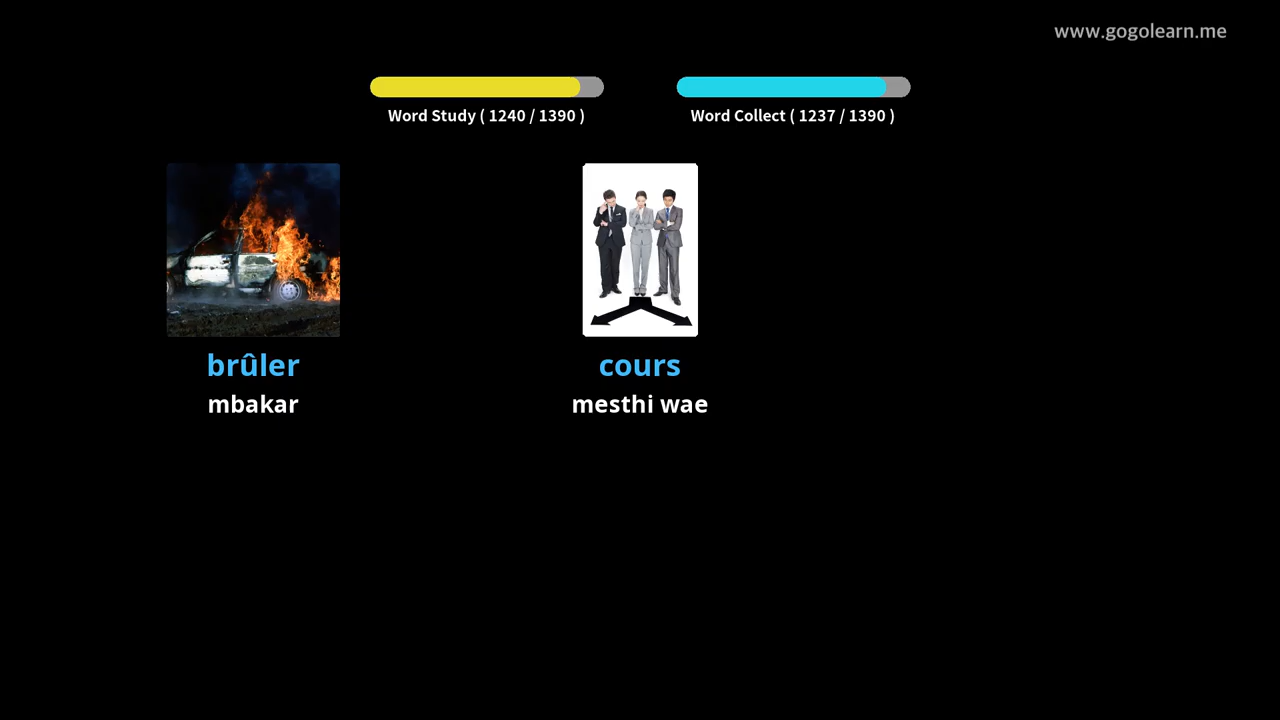 www.gogolearn.me
Word Study ( 1240 / 1390 )
Word Collect ( 1237 / 1390 )
brûler
cours
mbakar
mesthi wae